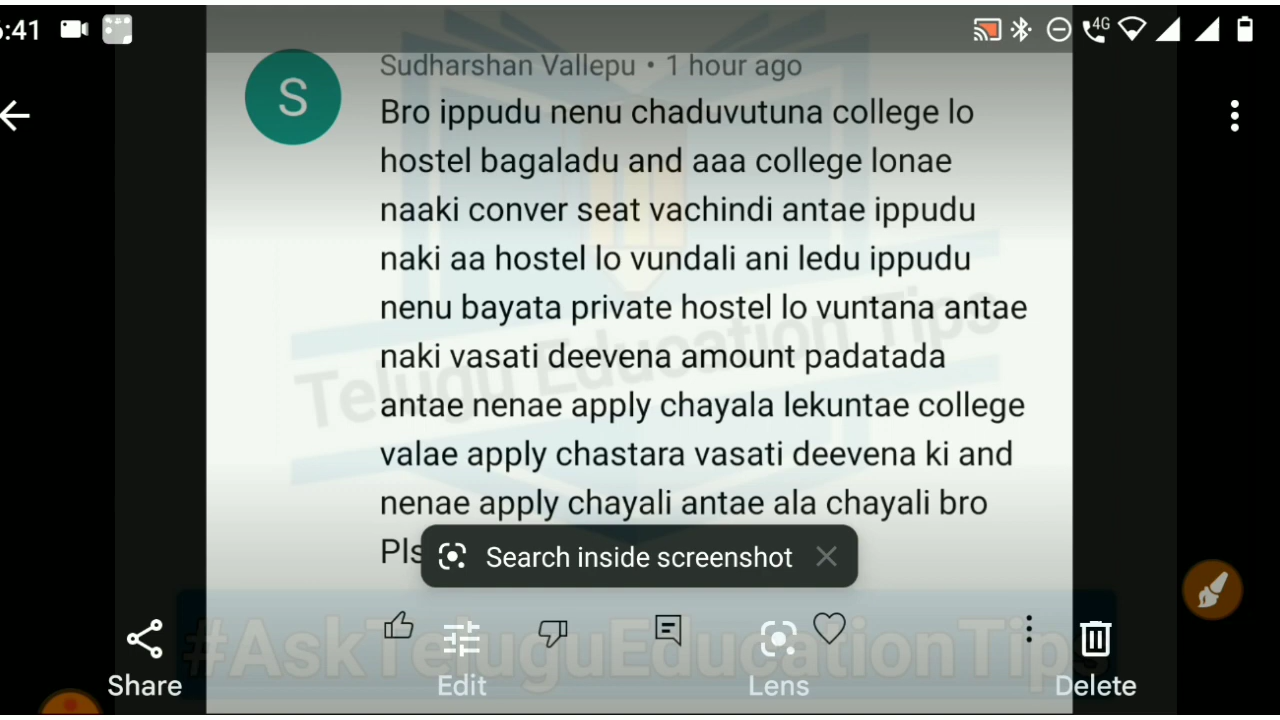 6:41
4G
Sudharshan Vallepu • 1 hour ago
S
Bro ippudu nenu chaduvutuna college lo
hostel bagaladu and aaa college lonae
naaki conver seat vachindi antae ippudu
naki aa hostel lo vundali ani ledu ippudu
nenu bayata private hostel lo vuntana antae
naki vasati deevena amount padatada
antae nenae apply chayala lekuntae college
valae apply chastara vasati deevena ki and
nenae apply chayali antae ala chayali bro
Pls
Search inside screenshot
Telugu Education Tips
#AskTeluguEducationTips
Share
Edit
Lens
Delete